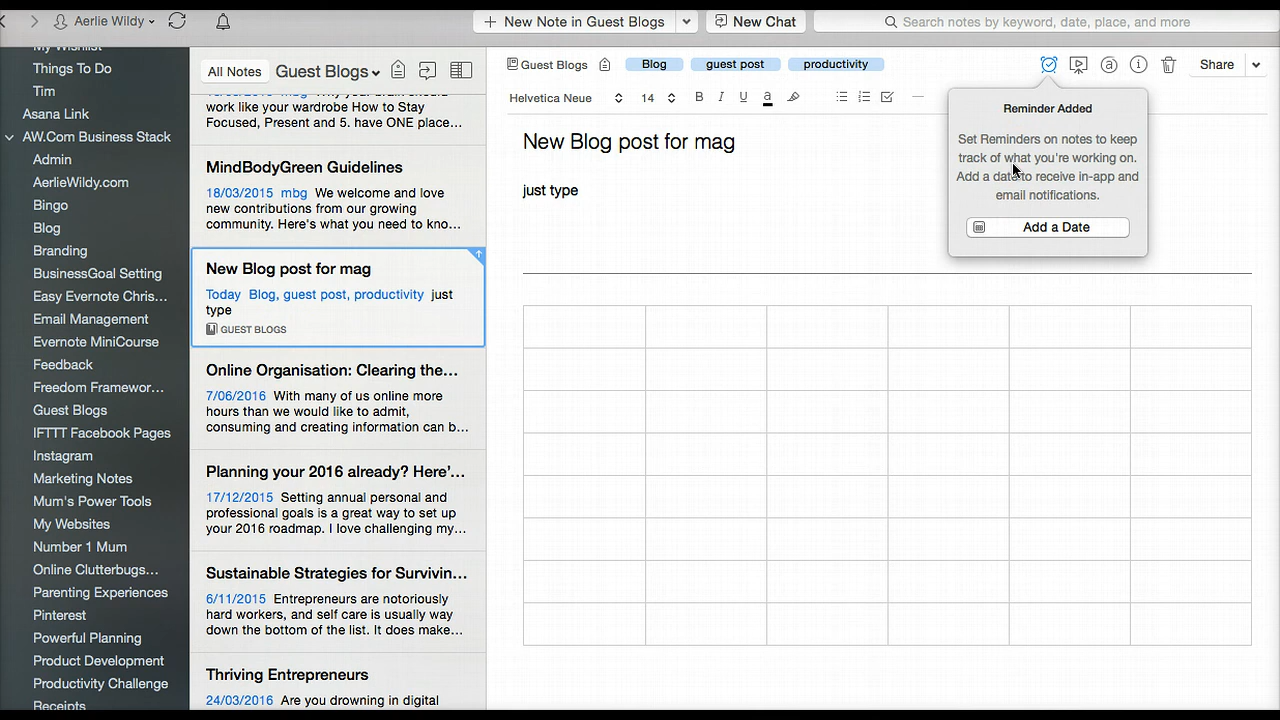 Aerlie Wildy
New Note in Guest Blogs
New Chat
Search notes by keyword, date, place, and more
My Wishlist
Things To Do
Tim
Asana Link
AW.Com Business Stack
Admin
AerlieWildy.com
Bingo
Blog
Branding
BusinessGoal Setting
Easy Evernote Chris...
Email Management
Evernote MiniCourse
Feedback
Freedom Framewor...
Guest Blogs
IFTTT Facebook Pages
Instagram
Marketing Notes
Mum's Power Tools
My Websites
Number 1 Mum
Online Clutterbugs...
Parenting Experiences
Pinterest
Powerful Planning
Product Development
Productivity Challenge
Receipts
All Notes
Guest Blogs
work like your wardrobe How to Stay
Focused, Present and 5. have ONE place...
MindBodyGreen Guidelines
18/03/2015 mbg We welcome and love
new contributions from our growing
community. Here's what you need to kno...
New Blog post for mag
Today Blog, guest post, productivity just
type
GUEST BLOGS
Online Organisation: Clearing the...
7/06/2016 With many of us online more
hours than we would like to admit,
consuming and creating information can b...
Planning your 2016 already? Here'...
17/12/2015 Setting annual personal and
professional goals is a great way to set up
your 2016 roadmap. I love challenging my...
Sustainable Strategies for Survivin...
6/11/2015 Entrepreneurs are notoriously
hard workers, and self care is usually way
down the bottom of the list. It does make...
Thriving Entrepreneurs
24/03/2016 Are you drowning in digital
Guest Blogs
Blog
guest post
productivity
Share
Helvetica Neue
14
B I U a
New Blog post for mag
just type
Reminder Added
Set Reminders on notes to keep
track of what you're working on.
Add a date to receive in-app and
email notifications.
Add a Date